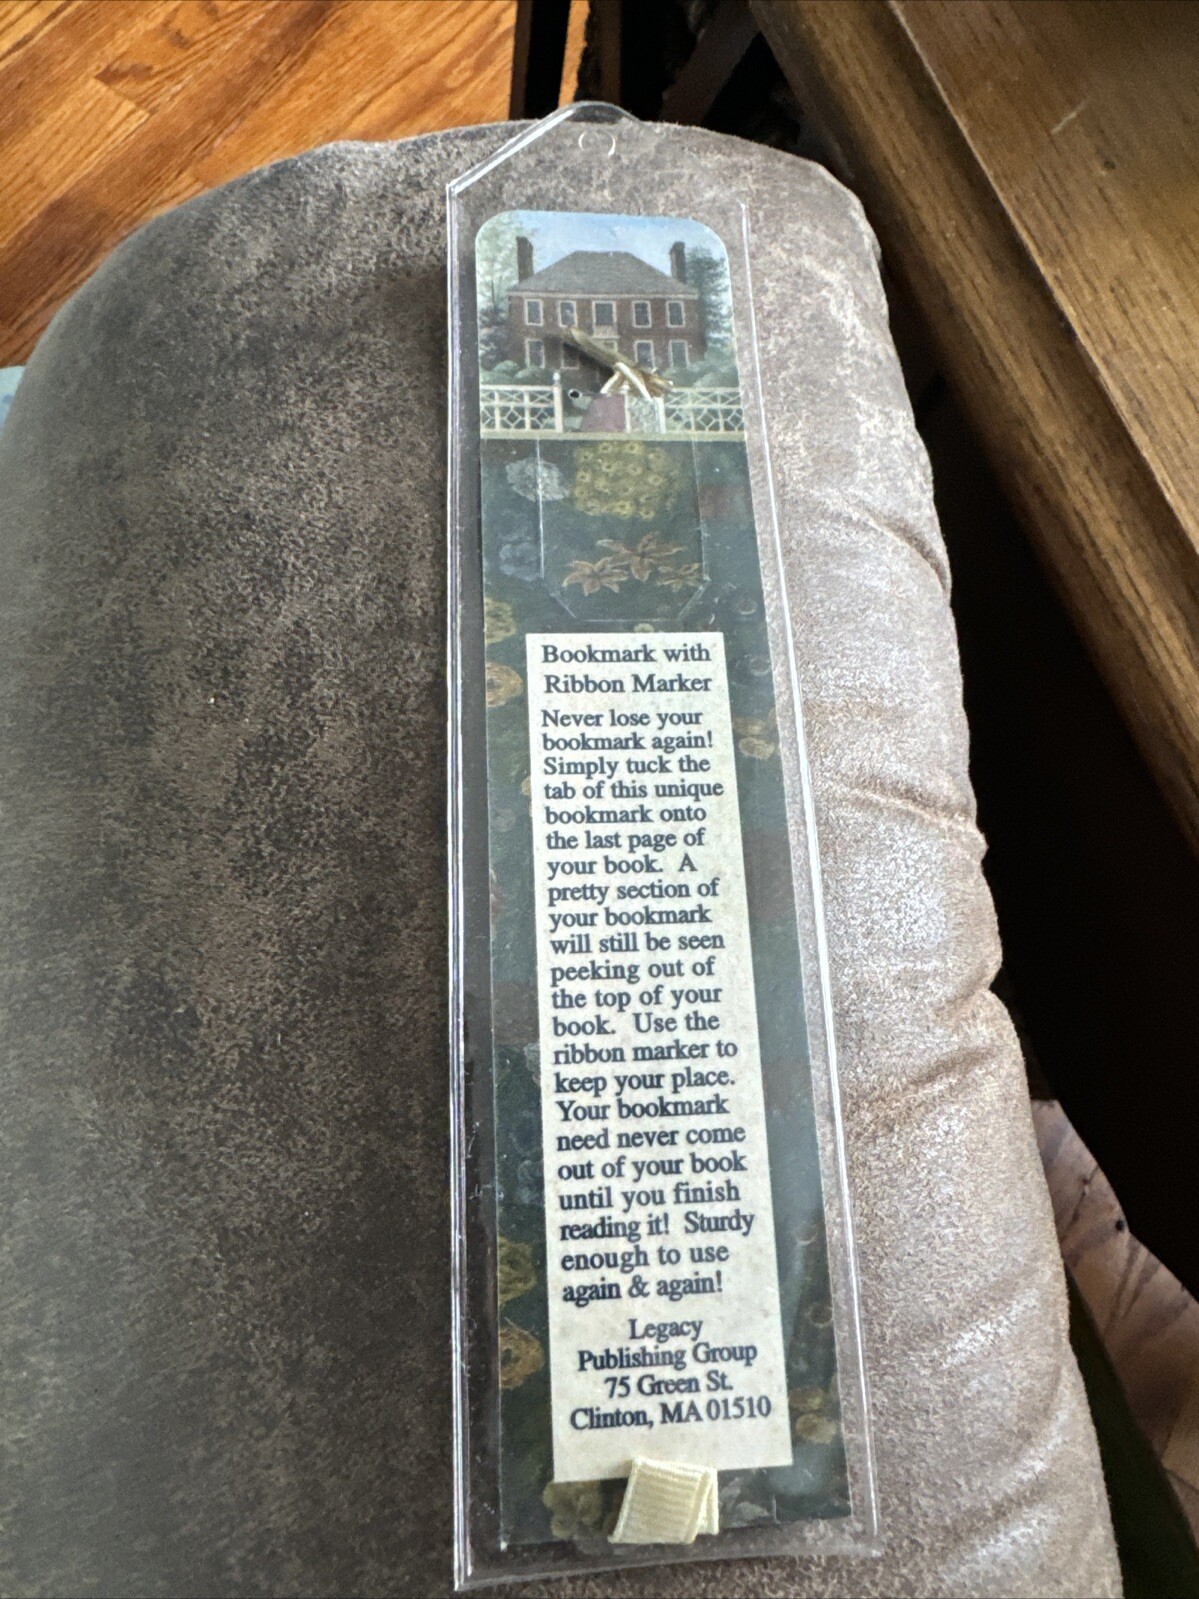 Bookmark with
Ribbon Marker
Never lose your
bookmark again!
Simply tuck the
tab of this unique
bookmark onto
the last page of
your book.  A
pretty section of
your bookmark
will still be seen
peeking out of
the top of your
book.  Use the
ribbon marker to
keep your place.
Your bookmark
need never come
out of your book
until you finish
reading it!  Sturdy
enough to use
again & again!
Legacy
Publishing Group
75 Green St.
Clinton, MA 01510